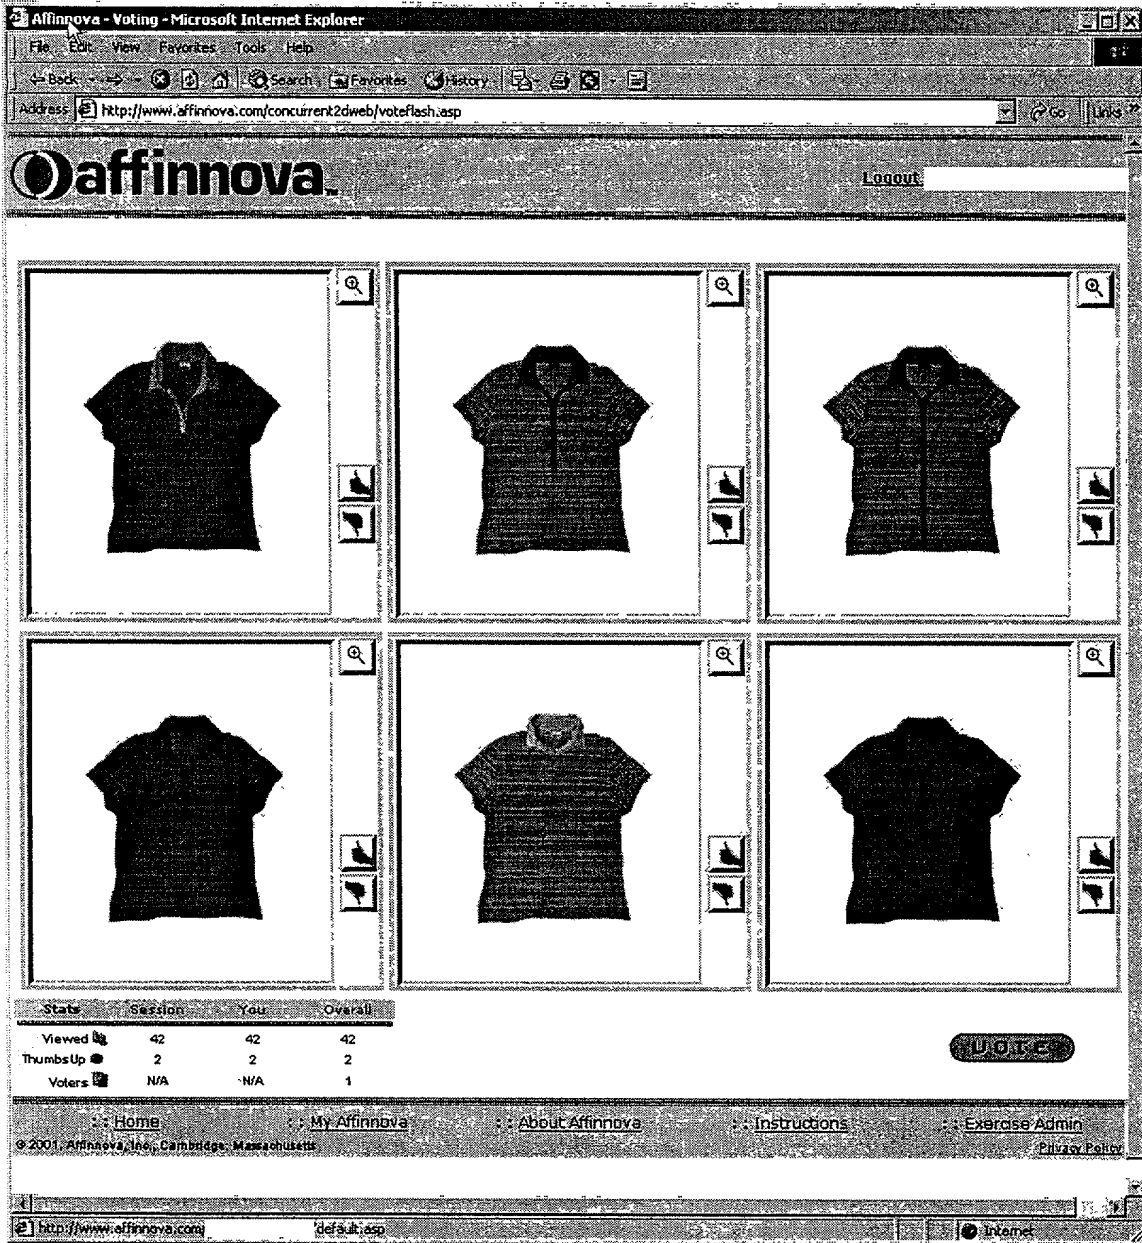 Affinnova - Voting - Microsoft Internet Explorer
File Edit View Favorites Tools Help
Back Search Favorites History
Address http://www.affinnova.com/concurrent2dweb/voteflash.asp Go Links »
affinnova™
Logout
Stats Session You Overall
Viewed 42 42 42
ThumbsUp 2 2 2
Voters N/A N/A 1
VOTE
:: Home :: My Affinnova :: About Affinnova :: Instructions :: Exercise Admin
© 2001, Affinnova, Inc., Cambridge, Massachusetts Privacy Policy
http://www.affinnova.com/ default.asp Internet